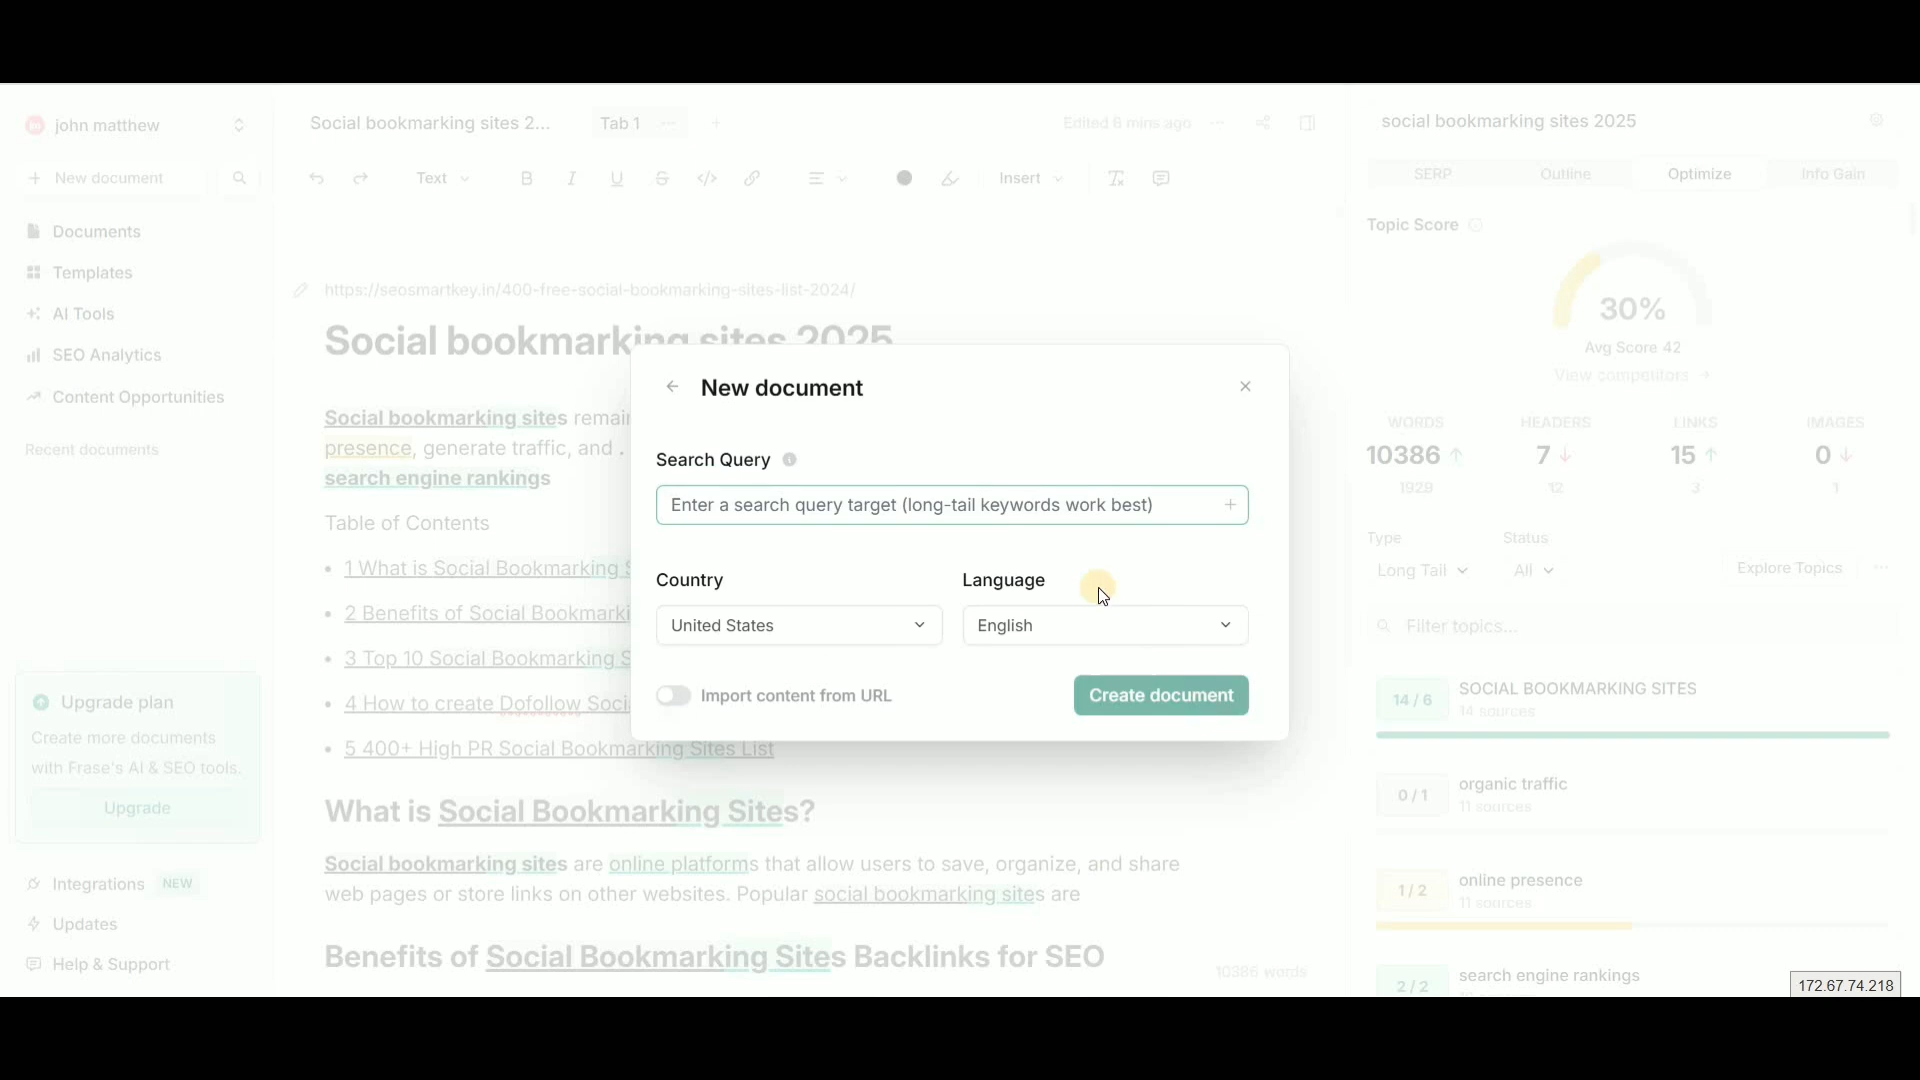 john matthew
New document
Documents
Templates
AI Tools
SEO Analytics
Content Opportunities
Recent documents
Upgrade plan
Create more documents
with Frase's AI & SEO tools.
Upgrade
Integrations NEW
Updates
Help & Support
Social bookmarking sites 2...
Tab 1
Edited 6 mins ago
Text
Insert
https://seosmartkey.in/400-free-social-bookmarking-sites-list-2024/
Social bookmarking sites 2025
Social bookmarking sites remai
presence, generate traffic, and .
search engine rankings
Table of Contents
1 What is Social Bookmarking S
2 Benefits of Social Bookmarki
3 Top 10 Social Bookmarking S
4 How to create Dofollow Soci
5 400+ High PR Social Bookmarking Sites List
What is Social Bookmarking Sites?
Social bookmarking sites are online platforms that allow users to save, organize, and share
web pages or store links on other websites. Popular social bookmarking sites are
Benefits of Social Bookmarking Sites Backlinks for SEO
10386 words
New document
Search Query
Enter a search query target (long-tail keywords work best)
Country
Language
United States
English
Import content from URL
Create document
social bookmarking sites 2025
SERP
Outline
Optimize
Info Gain
Topic Score
30%
Avg Score 42
View competitors
WORDS
HEADERS
LINKS
IMAGES
10386
7
15
0
1929
12
3
1
Type
Status
Long Tail
All
Explore Topics
Filter topics...
14 / 6
SOCIAL BOOKMARKING SITES
14 sources
0 / 1
organic traffic
11 sources
1 / 2
online presence
11 sources
2 / 2
search engine rankings
172.67.74.218